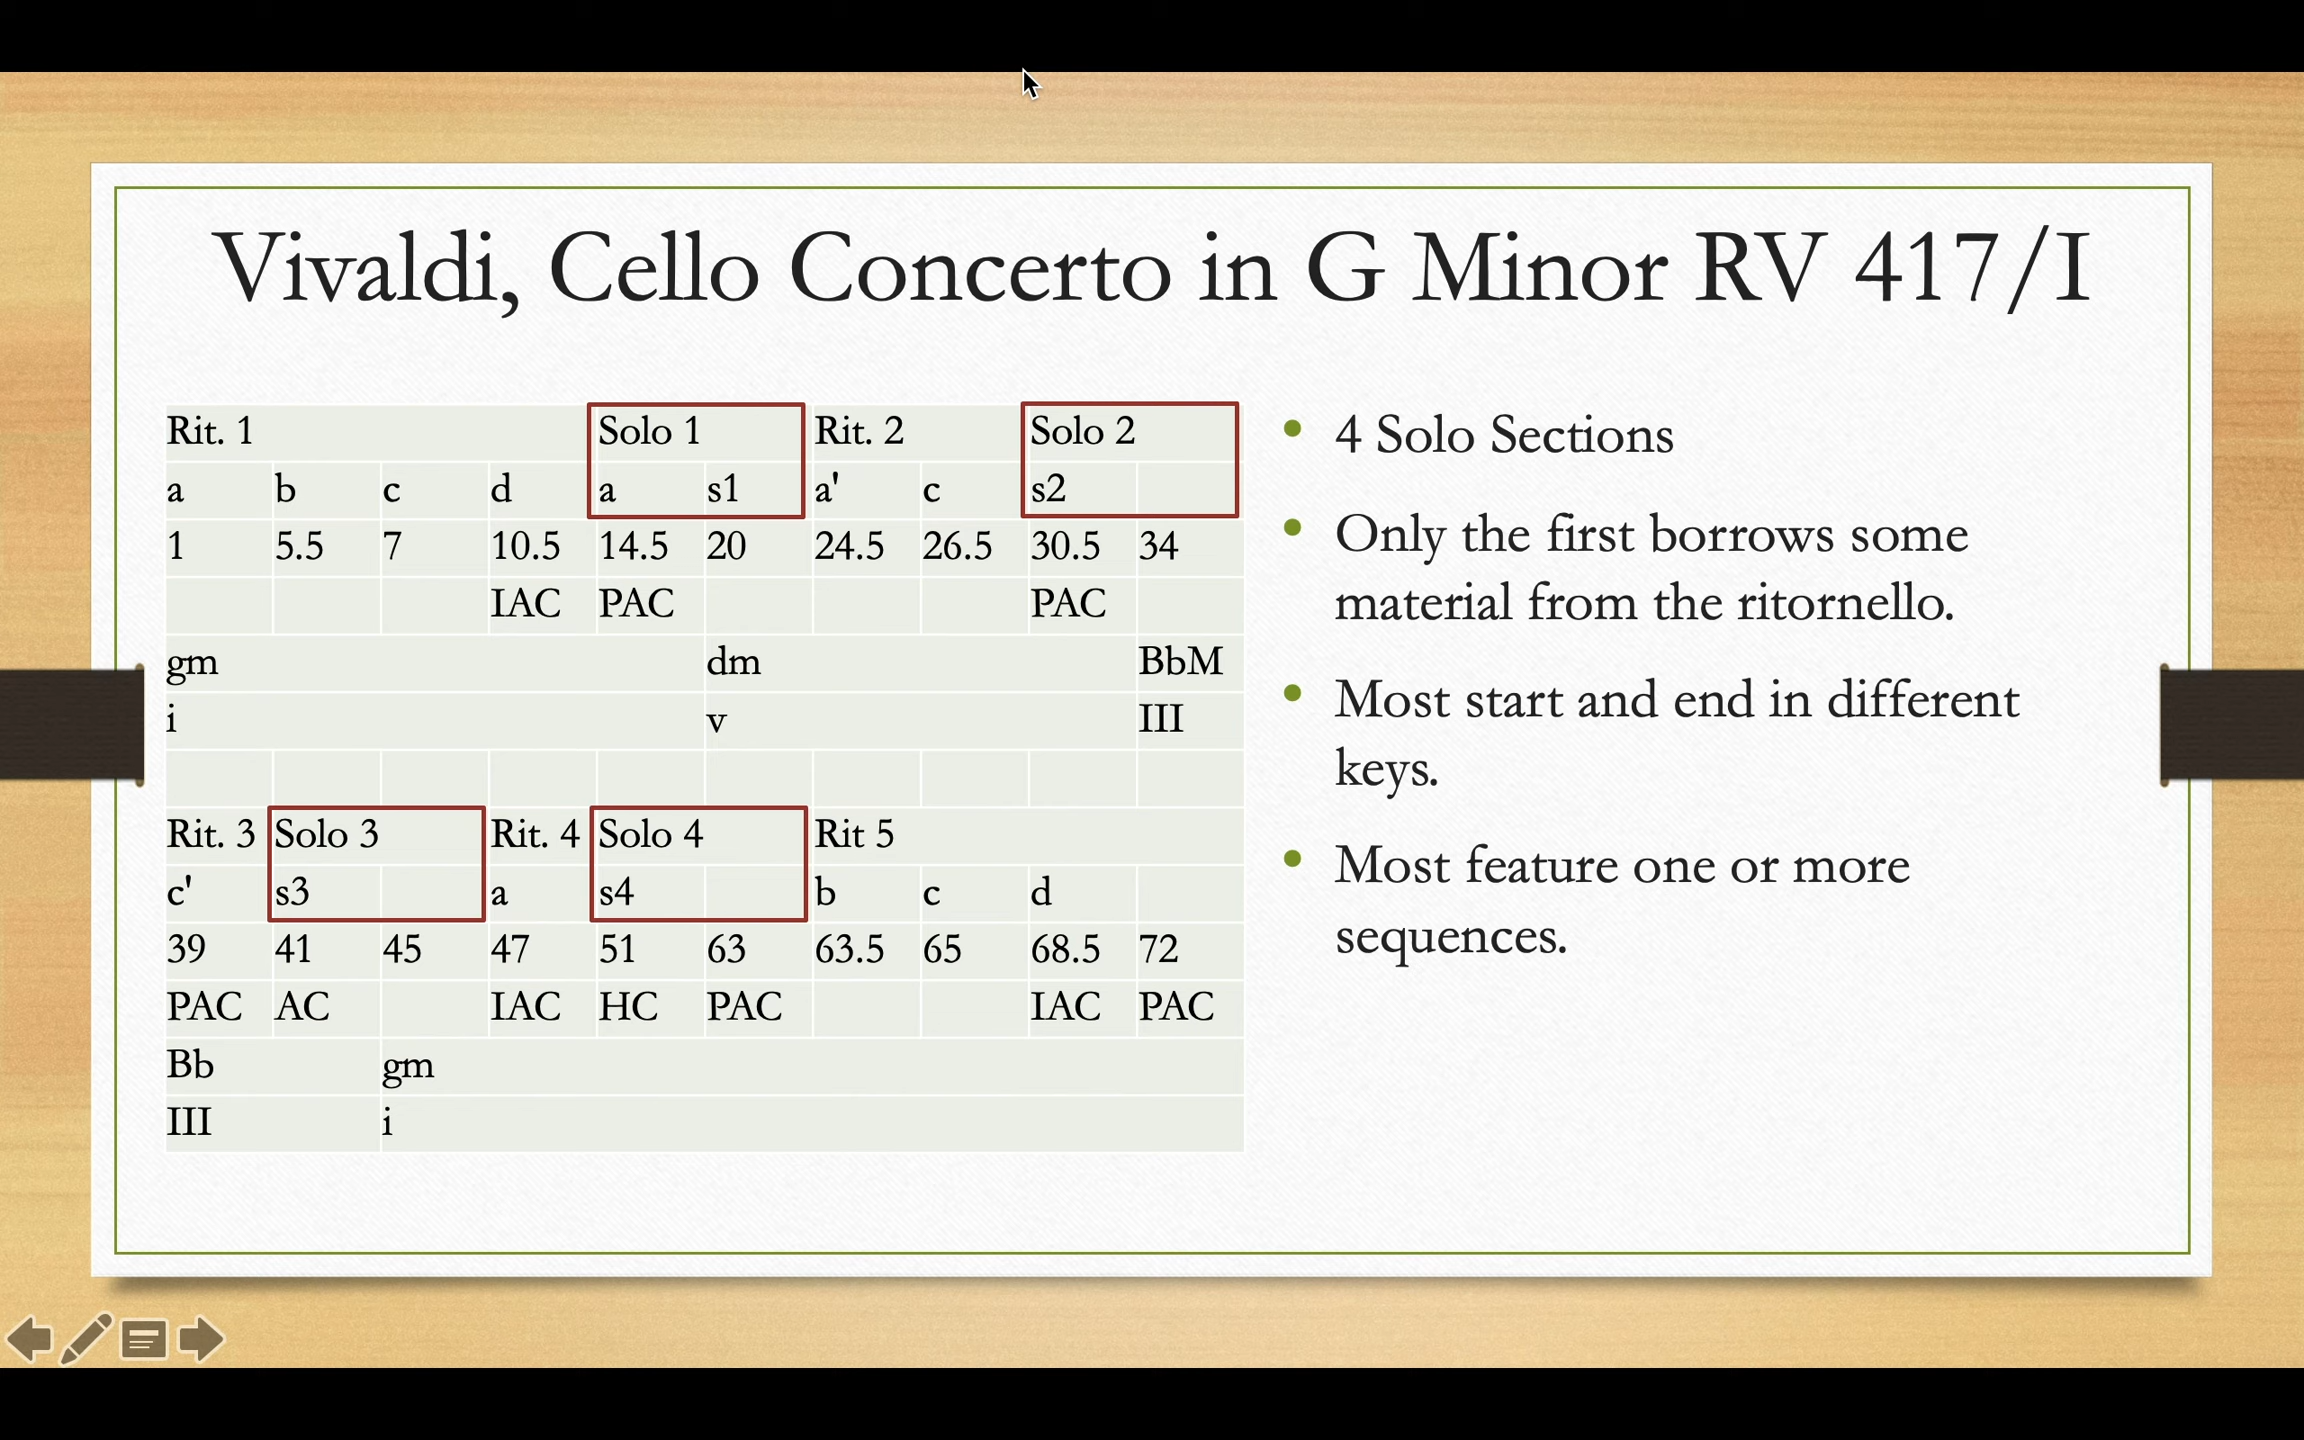 Vivaldi, Cello Concerto in G Minor RV 417/I
Rit. 1 Solo 1 Rit. 2 Solo 2
a b c d a s1 a' c s2
1 5.5 7 10.5 14.5 20 24.5 26.5 30.5 34
IAC PAC PAC
gm dm BbM
i v III
Rit. 3 Solo 3 Rit. 4 Solo 4 Rit 5
c' s3 a s4 b c d
39 41 45 47 51 63 63.5 65 68.5 72
PAC AC IAC HC PAC IAC PAC
Bb gm
III i
• 4 Solo Sections
• Only the first borrows some
material from the ritornello.
• Most start and end in different
keys.
• Most feature one or more
sequences.